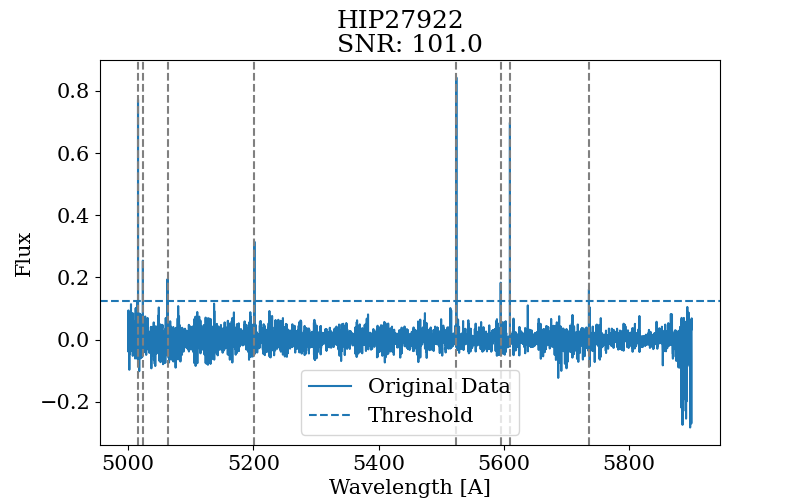 HIP27922
SNR: 101.0
0.8
0.6
0.4
0.2
0.0
−0.2
Flux
Original Data
Threshold
5000 5200 5400 5600 5800
Wavelength [A]